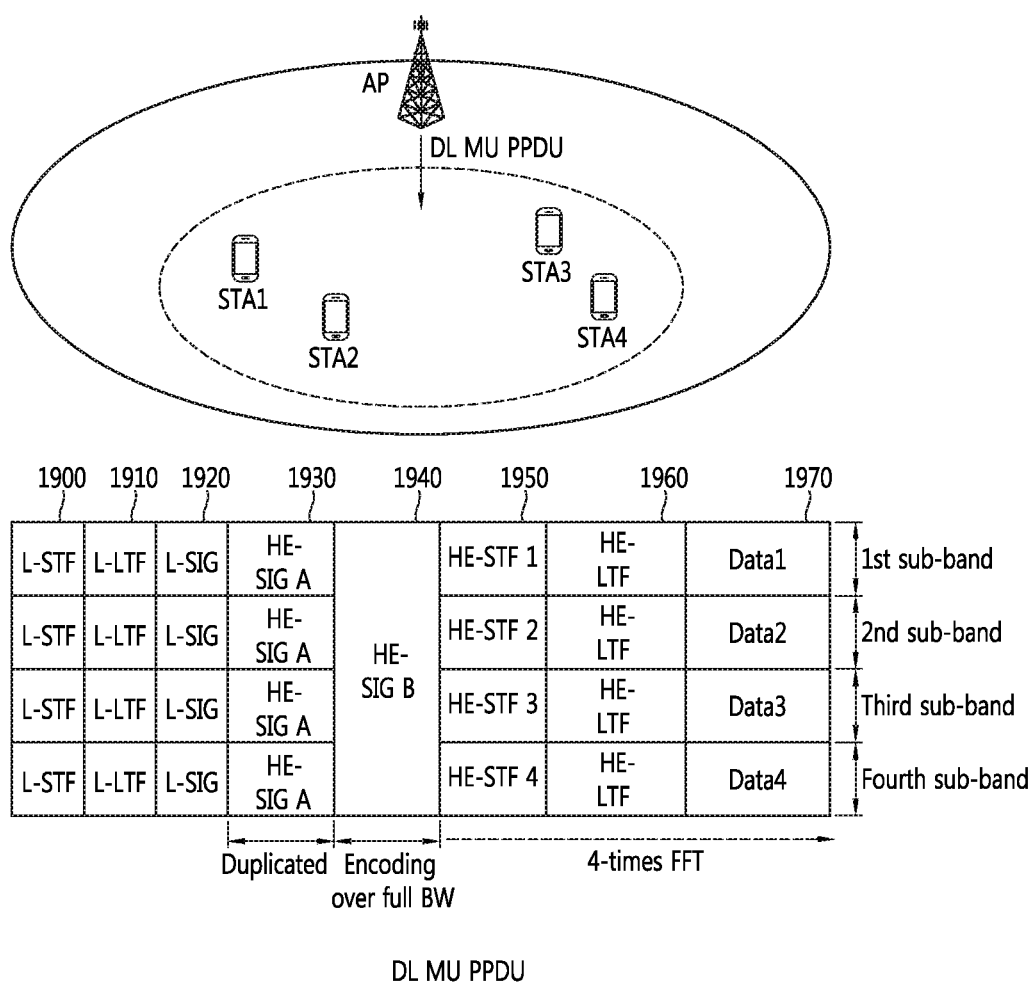 AP
DL MU PPDU
STA1
STA2
STA3
STA4
1900 1910 1920 1930 1940 1950 1960 1970
L-STF L-LTF L-SIG HE-SIG A HE-STF 1 HE-LTF Data1 1st sub-band
L-STF L-LTF L-SIG HE-SIG A HE-STF 2 HE-LTF Data2 2nd sub-band
HE-SIG B
L-STF L-LTF L-SIG HE-SIG A HE-STF 3 HE-LTF Data3 Third sub-band
L-STF L-LTF L-SIG HE-SIG A HE-STF 4 HE-LTF Data4 Fourth sub-band
Duplicated
Encoding
over full BW
4-times FFT
DL MU PPDU